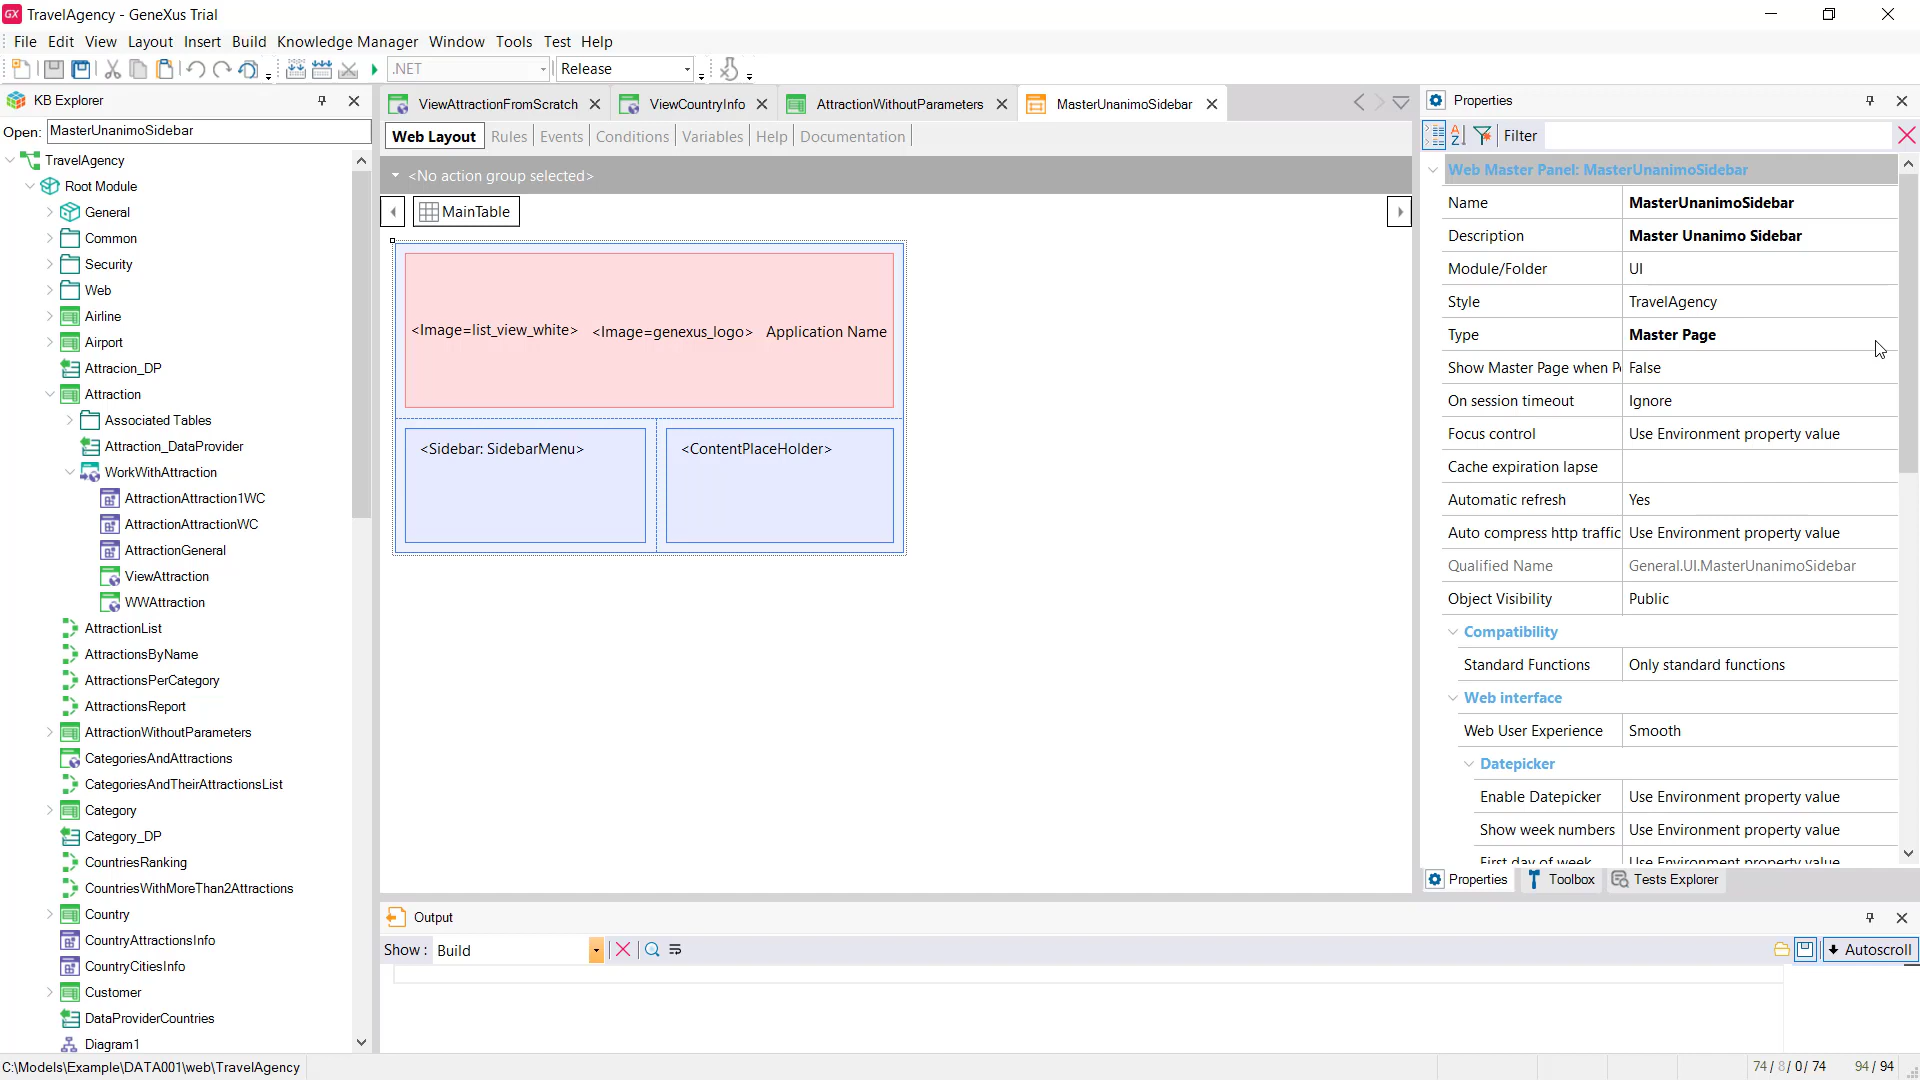 TravelAgency - GeneXus Trial
File Edit View Layout Insert Build Knowledge Manager Window Tools Test Help
.NET Release
KB Explorer
Open: MasterUnanimoSidebar
TravelAgency
Root Module
General
Common
Security
Web
Airline
Airport
Attracion_DP
Attraction
Associated Tables
Attraction_DataProvider
WorkWithAttraction
AttractionAttraction1WC
AttractionAttractionWC
AttractionGeneral
ViewAttraction
WWAttraction
AttractionList
AttractionsByName
AttractionsPerCategory
AttractionsReport
AttractionWithoutParameters
CategoriesAndAttractions
CategoriesAndTheirAttractionsList
Category
Category_DP
CountriesRanking
CountriesWithMoreThan2Attractions
Country
CountryAttractionsInfo
CountryCitiesInfo
Customer
DataProviderCountries
Diagram1
ViewAttractionFromScratch ViewCountryInfo AttractionWithoutParameters MasterUnanimoSidebar
Web Layout Rules Events Conditions Variables Help Documentation
<No action group selected>
MainTable
<Image=list_view_white> <Image=genexus_logo> Application Name
<Sidebar: SidebarMenu> <ContentPlaceHolder>
Output
Show : Build
Autoscroll
Properties
Filter
Web Master Panel: MasterUnanimoSidebar
Name MasterUnanimoSidebar
Description Master Unanimo Sidebar
Module/Folder UI
Style TravelAgency
Type Master Page
Show Master Page when P False
On session timeout Ignore
Focus control Use Environment property value
Cache expiration lapse
Automatic refresh Yes
Auto compress http traffic Use Environment property value
Qualified Name General.UI.MasterUnanimoSidebar
Object Visibility Public
Compatibility
Standard Functions Only standard functions
Web interface
Web User Experience Smooth
Datepicker
Enable Datepicker Use Environment property value
Show week numbers Use Environment property value
First day of week Use Environment property value
Properties Toolbox Tests Explorer
C:\Models\Example\DATA001\web\TravelAgency
74 / 8 / 0 / 74 94 / 94